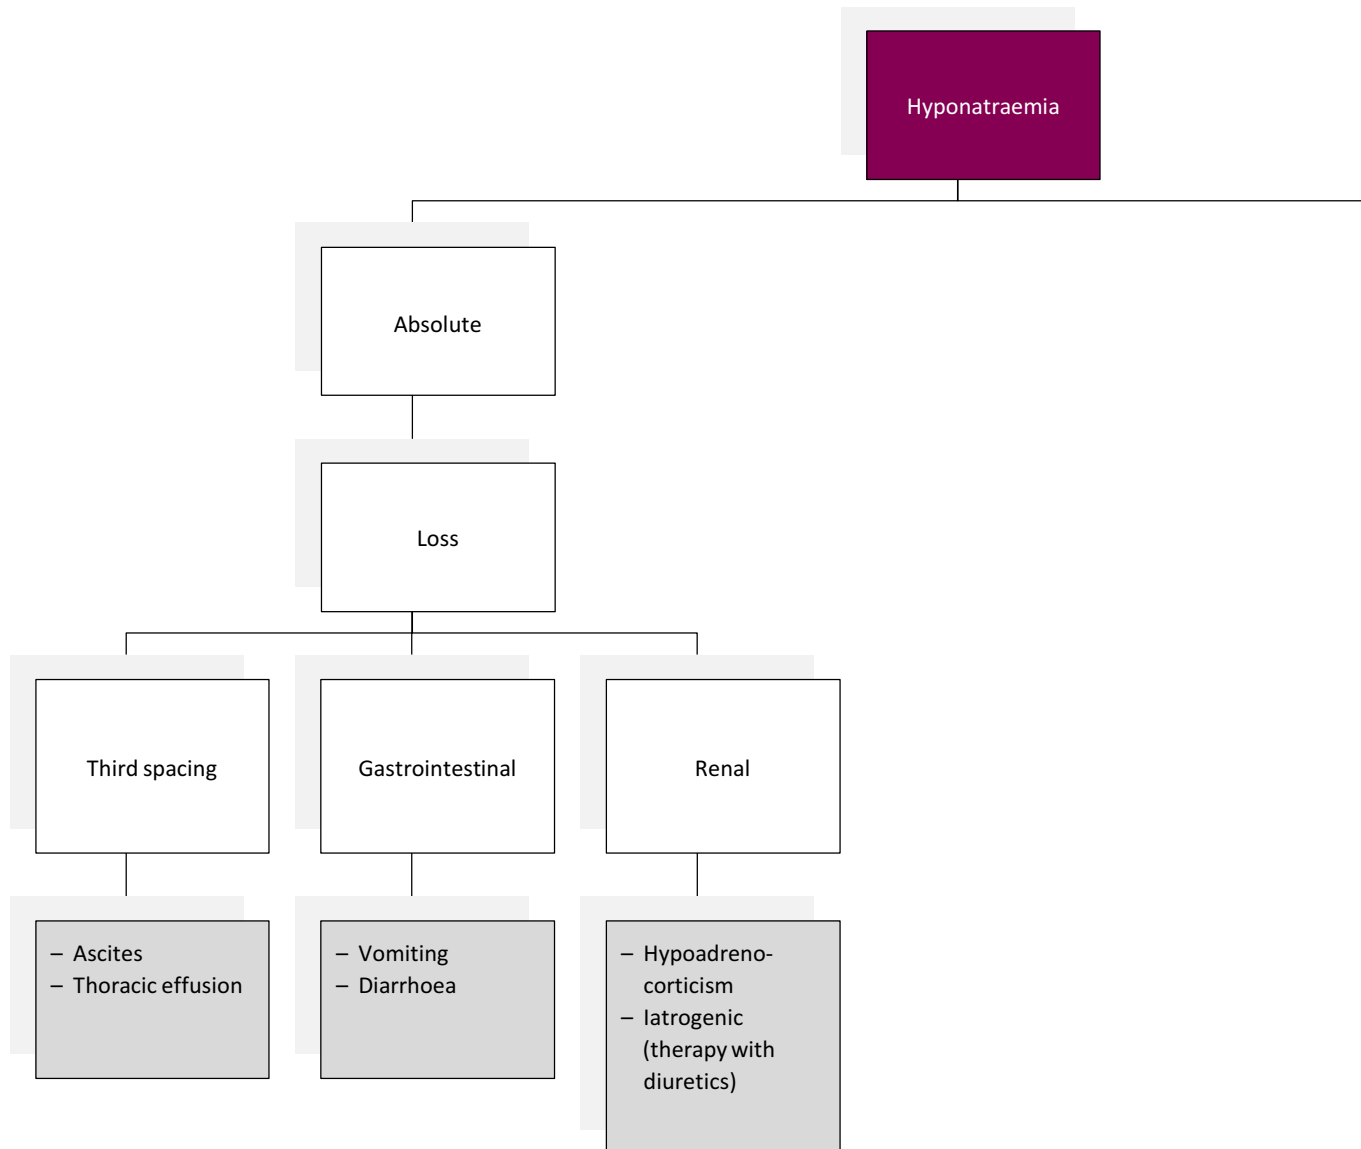 Hyponatraemia
Absolute
Loss
Third spacing
Gastrointestinal
Renal
– Ascites
– Thoracic effusion
– Vomiting
– Diarrhoea
– Hypoadreno-
corticism
– Iatrogenic
(therapy with
diuretics)